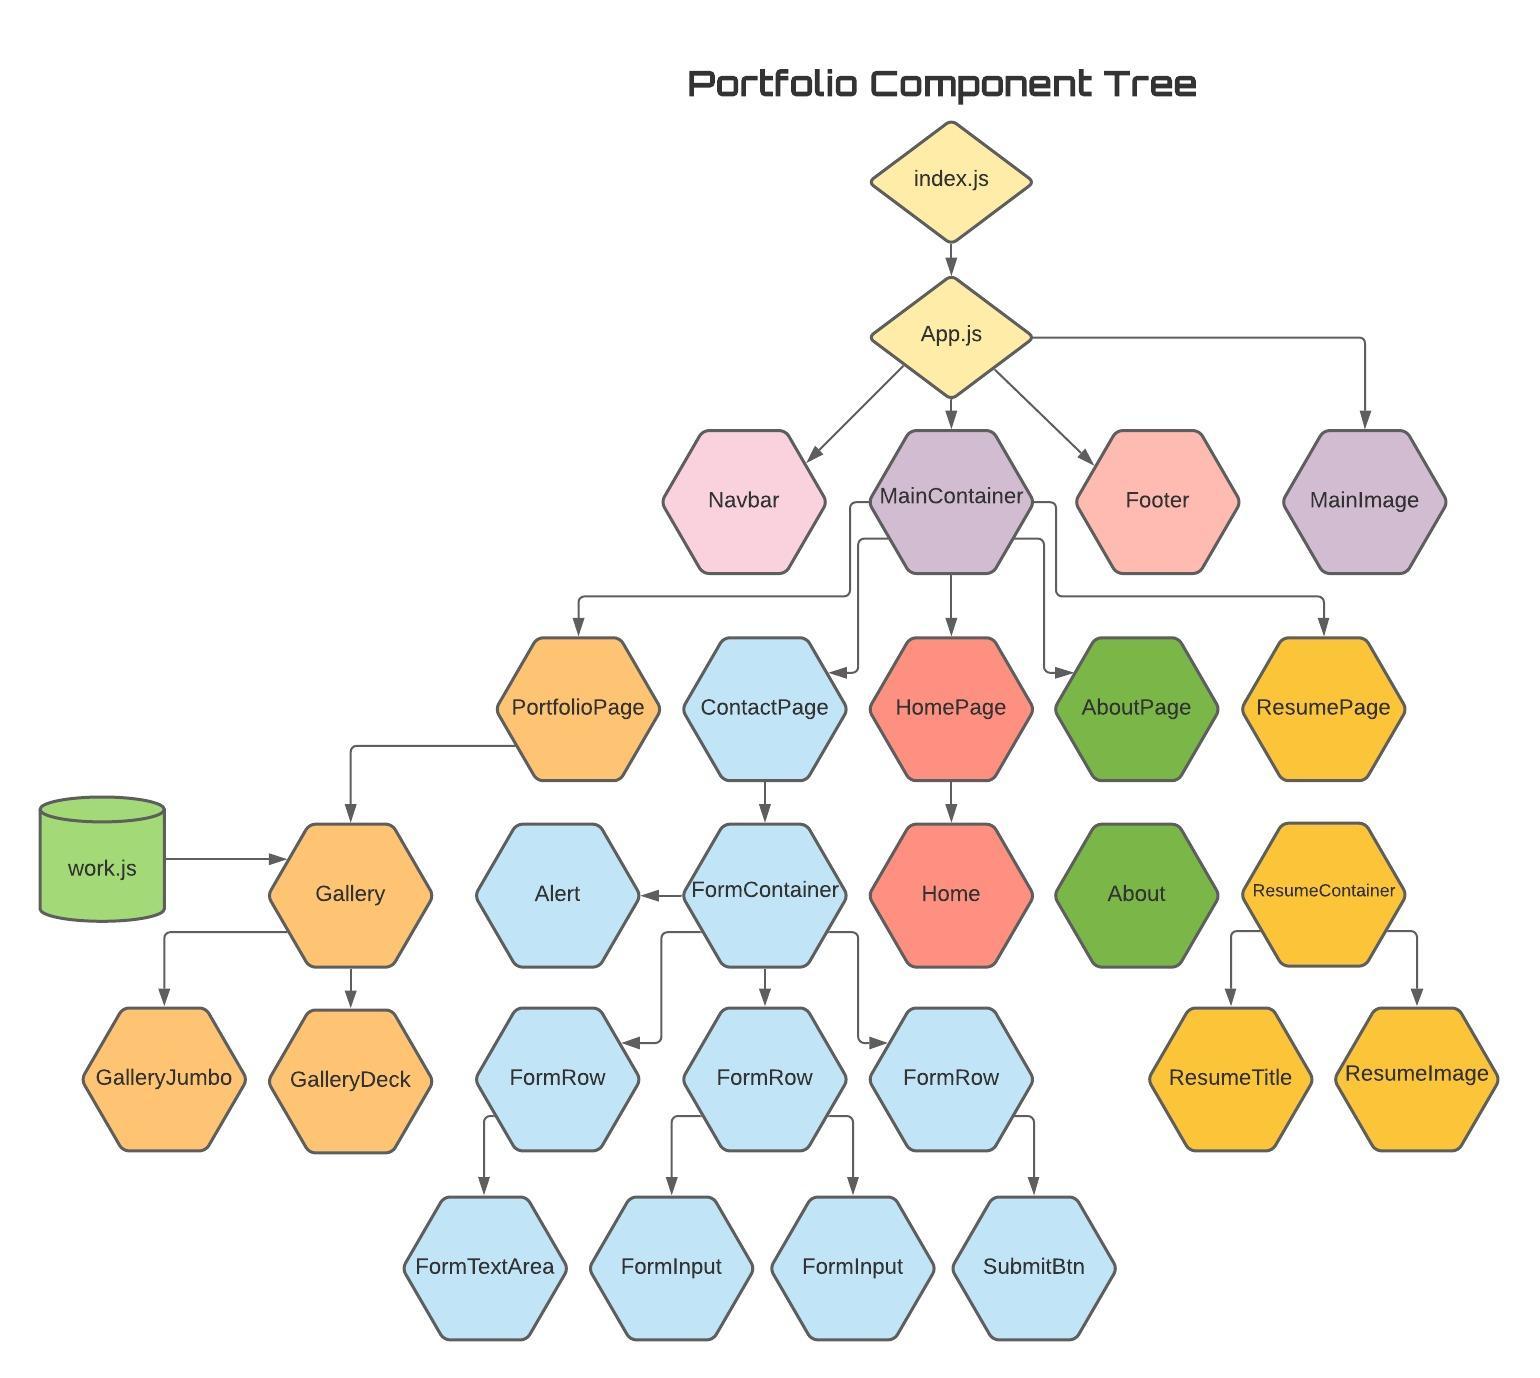 Portfolio Component Tree
index.js
App.js
Navbar
MainContainer
Footer
MainImage
PortfolioPage
ContactPage
HomePage
AboutPage
ResumePage
work.js
Gallery
Alert
FormContainer
Home
About
ResumeContainer
GalleryJumbo
GalleryDeck
FormRow
FormRow
FormRow
ResumeTitle
ResumeImage
FormTextArea
FormInput
FormInput
SubmitBtn